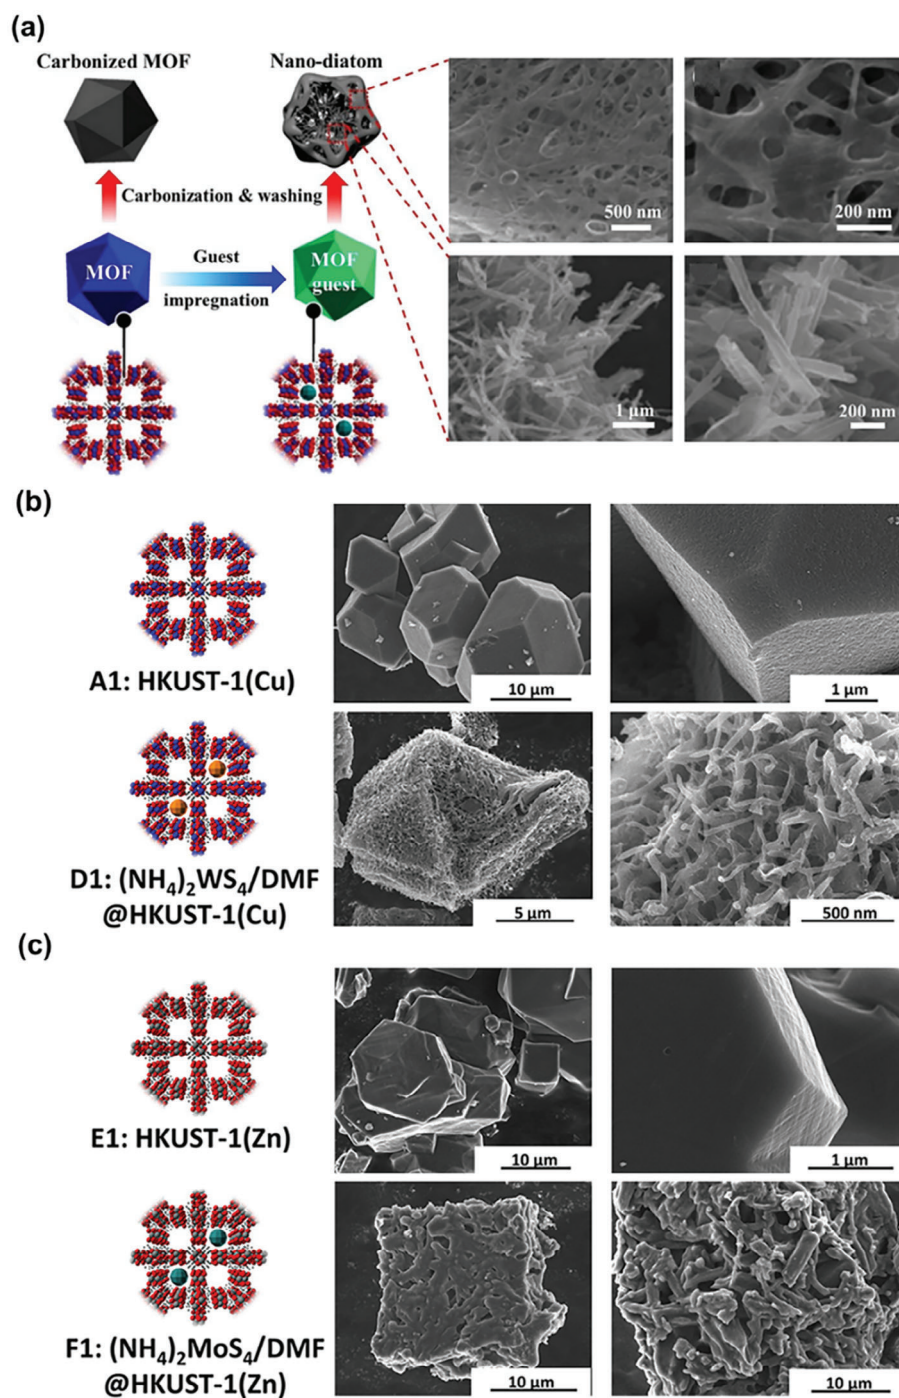 (a)
Carbonized MOF
Nano-diatom
Carbonization & washing
500 nm
200 nm
MOF
Guest
impregnation
MOF
guest
1 μm
200 nm
(b)
A1: HKUST-1(Cu)
10 μm
1 μm
D1: (NH₄)₂WS₄/DMF
@HKUST-1(Cu)
5 μm
500 nm
(c)
E1: HKUST-1(Zn)
10 μm
1 μm
F1: (NH₄)₂MoS₄/DMF
@HKUST-1(Zn)
10 μm
10 μm